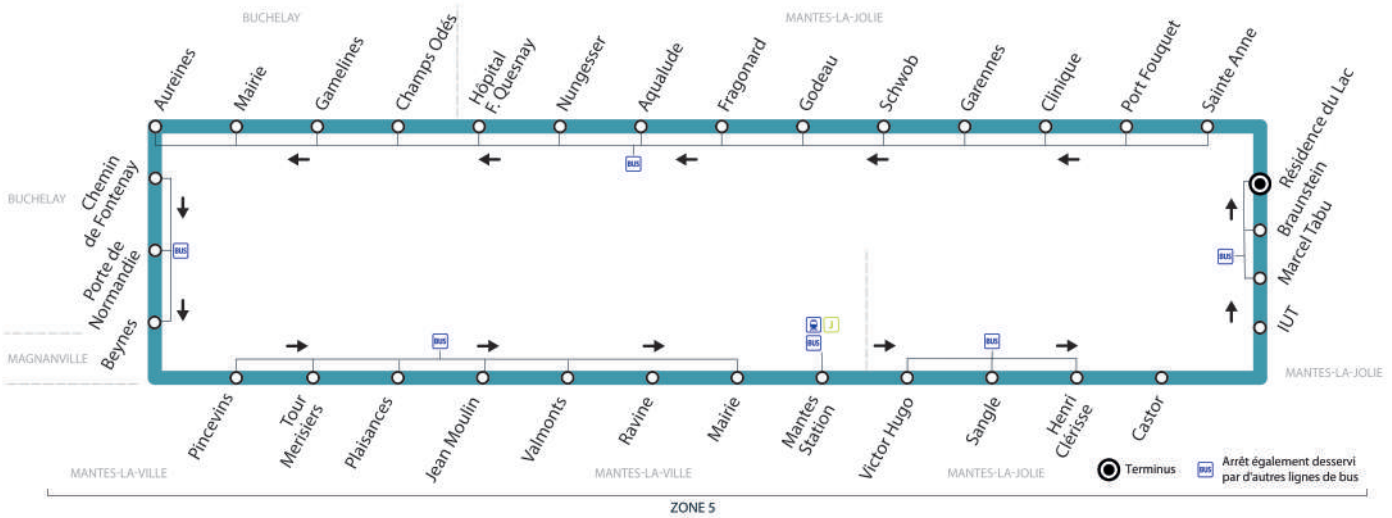 BUCHELAY
MANTES-LA-JOLIE
Aureines
Mairie
Gamelines
Champs Odés
Hôpital
F. Quesnay
Nungesser
Aqualude
Fragonard
Godeau
Schwob
Garennes
Clinique
Port Fouquet
Sainte Anne
Résidence du Lac
Braunstein
Marcel Tabu
IUT
BUS
BUCHELAY
Chemin
de Fontenay
Porte de
Normandie
BUS
Beynes
MAGNANVILLE
BUS
BUS
J
BUS
BUS
MANTES-LA-JOLIE
Pincevins
Tour
Merisiers
Plaisances
Jean Moulin
Valmonts
Ravine
Mairie
Mantes
Station
Victor Hugo
Sangle
Henri
Clérisse
Castor
MANTES-LA-VILLE
MANTES-LA-VILLE
MANTES-LA-JOLIE
Terminus
BUS
Arrêt également desservi
par d'autres lignes de bus
ZONE 5